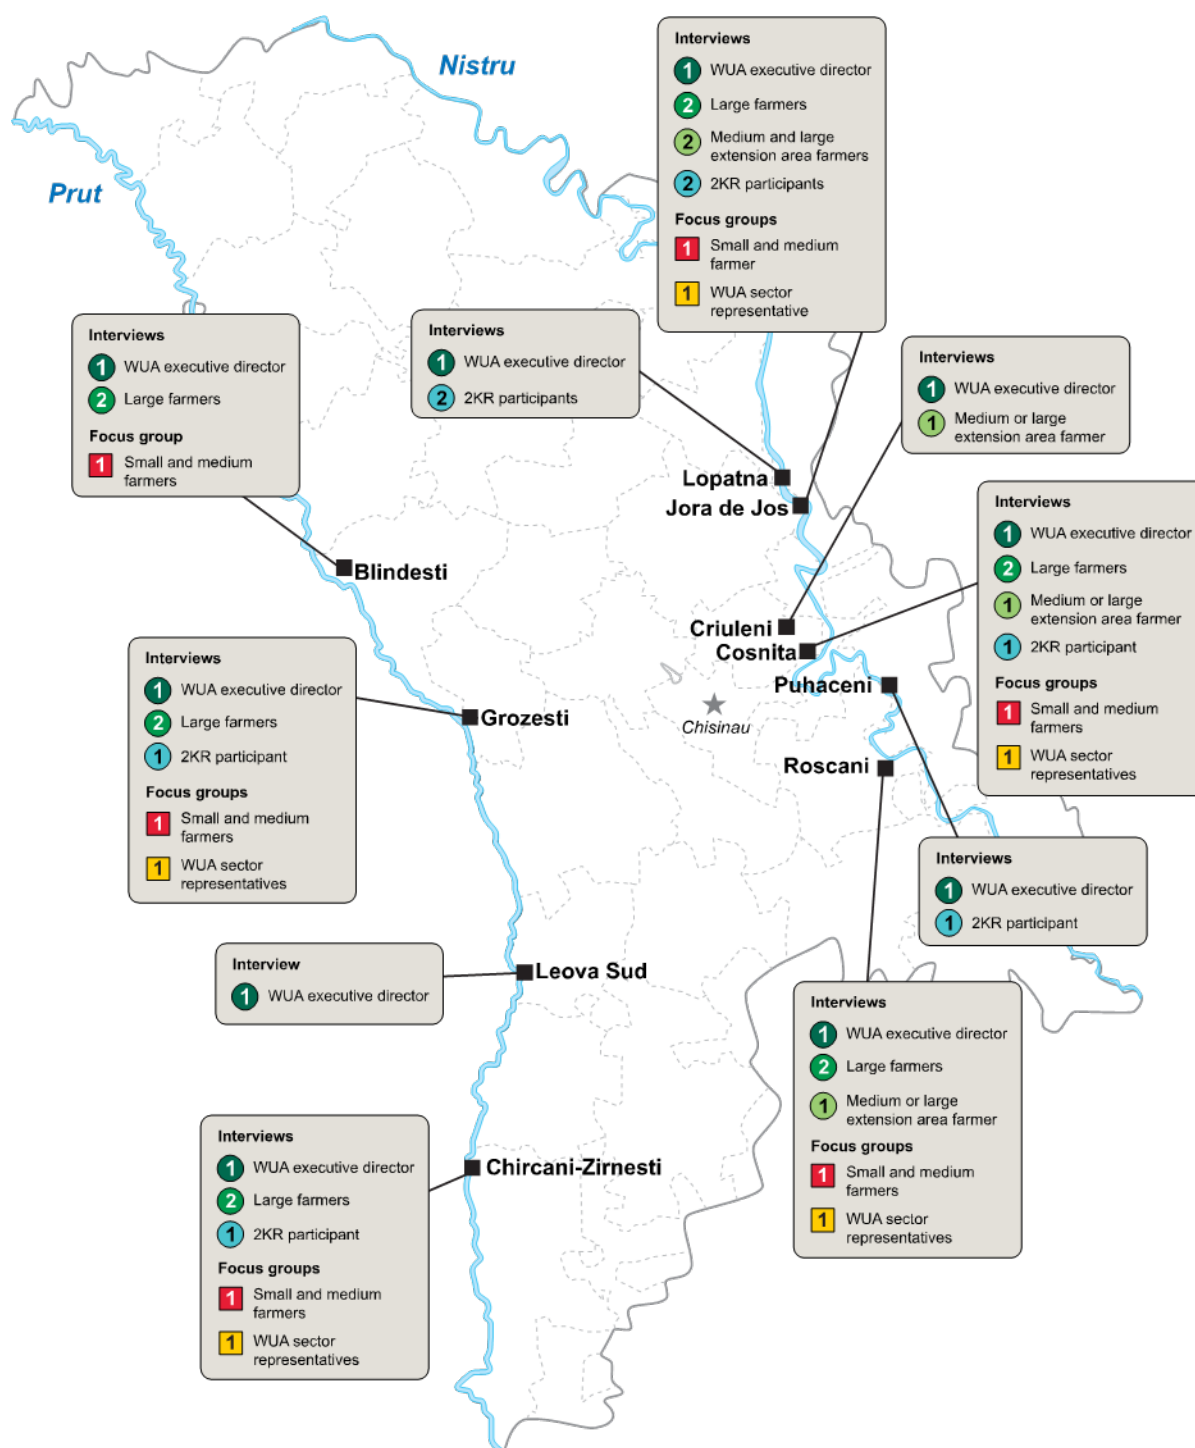 Nistru
Prut
Interviews
1 WUA executive director
2 Large farmers
2 Medium and large
extension area farmers
2 2KR participants
Focus groups
1 Small and medium
farmer
1 WUA sector
representative
Interviews
1 WUA executive director
2 Large farmers
Focus group
1 Small and medium
farmers
Interviews
1 WUA executive director
2 2KR participants
Interviews
1 WUA executive director
1 Medium or large
extension area farmer
Lopatna
Jora de Jos
Blindesti
Interviews
1 WUA executive director
2 Large farmers
1 Medium or large
extension area farmer
1 2KR participant
Focus groups
1 Small and medium
farmers
1 WUA sector
representatives
Criuleni
Cosnita
Puhaceni
Chisinau
Roscani
Interviews
1 WUA executive director
2 Large farmers
1 2KR participant
Focus groups
1 Small and medium
farmers
1 WUA sector
representatives
Grozesti
Interviews
1 WUA executive director
1 2KR participant
Interview
1 WUA executive director
Leova Sud
Interviews
1 WUA executive director
2 Large farmers
1 Medium or large
extension area farmer
Focus groups
1 Small and medium
farmers
1 WUA sector
representatives
Interviews
1 WUA executive director
2 Large farmers
1 2KR participant
Focus groups
1 Small and medium
farmers
1 WUA sector
representatives
Chircani-Zirnesti